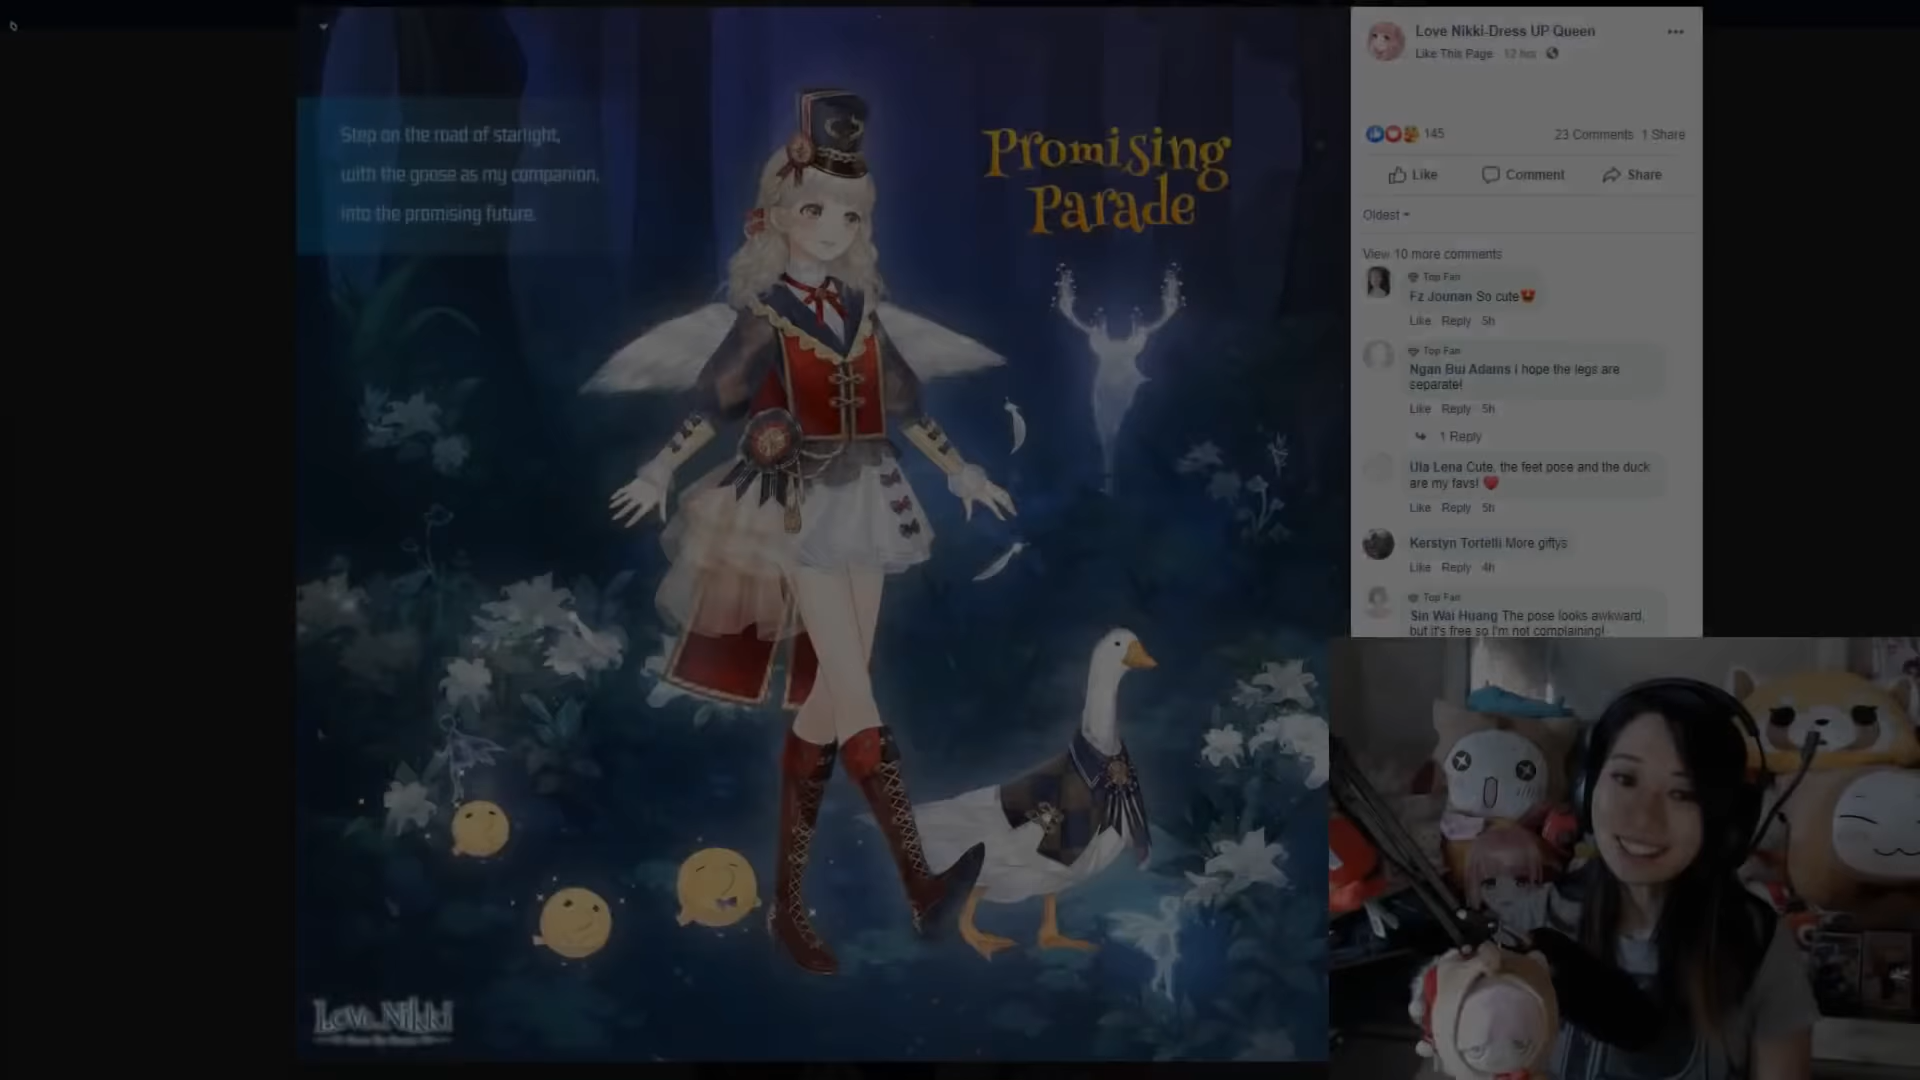 Step on the road of starlight,
with the goose as my companion,
into the promising future.
Promising
Parade
Love Nikki
Love Nikki-Dress UP Queen
Like This Page · 12 hrs ·
145
23 Comments 1 Share
Like Comment Share
Oldest
View 10 more comments
Top Fan
Fz Jounan So cute
Like Reply 5h
Top Fan
Ngan Bui Adams I hope the legs are
separate!
Like Reply 5h
1 Reply
Ula Lena Cute, the feet pose and the duck
are my favs!
Like Reply 5h
Kerstyn Tortelli More giftys
Like Reply 4h
Top Fan
Sin Wai Huang The pose looks awkward,
but it's free so I'm not complaining!